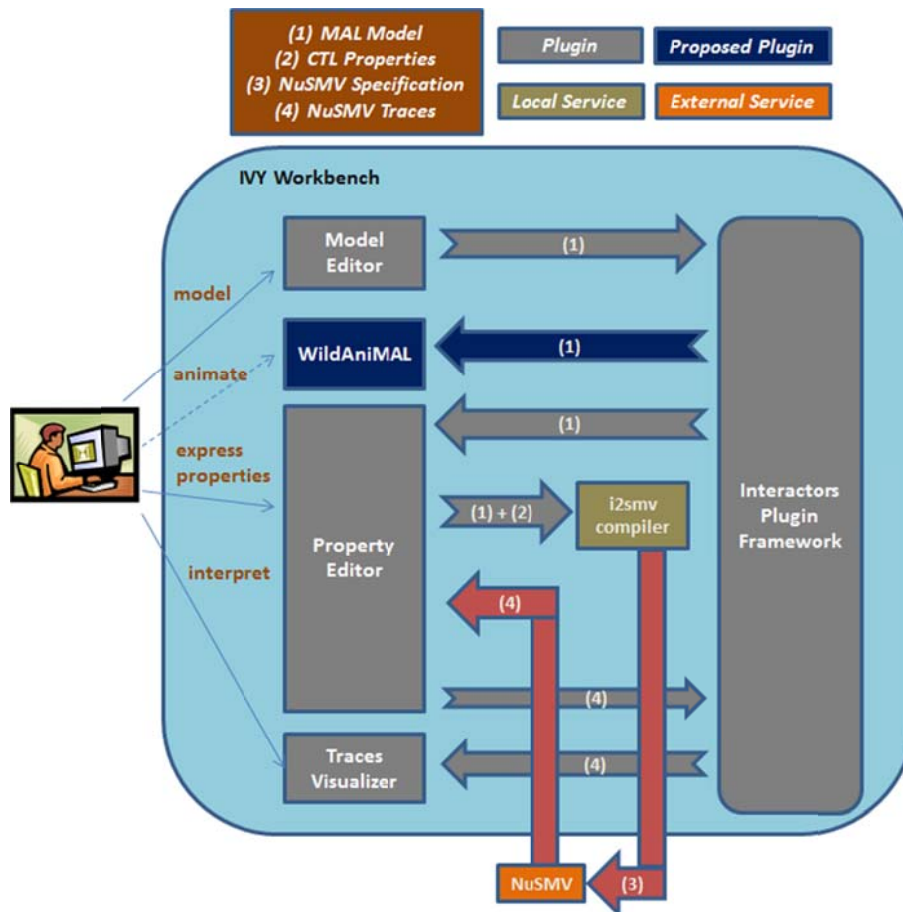 (1) MAL Model
(2) CTL Properties
(3) NuSMV Specification
(4) NuSMV Traces
Plugin
Proposed Plugin
Local Service
External Service
IVY Workbench
Model
Editor
(1)
model
WildAniMAL
(1)
animate
(1)
express
properties
(1) + (2)
i2smv
compiler
Interactors
Plugin
Framework
Property
Editor
interpret
(4)
(4)
Traces
Visualizer
(4)
NuSMV
(3)